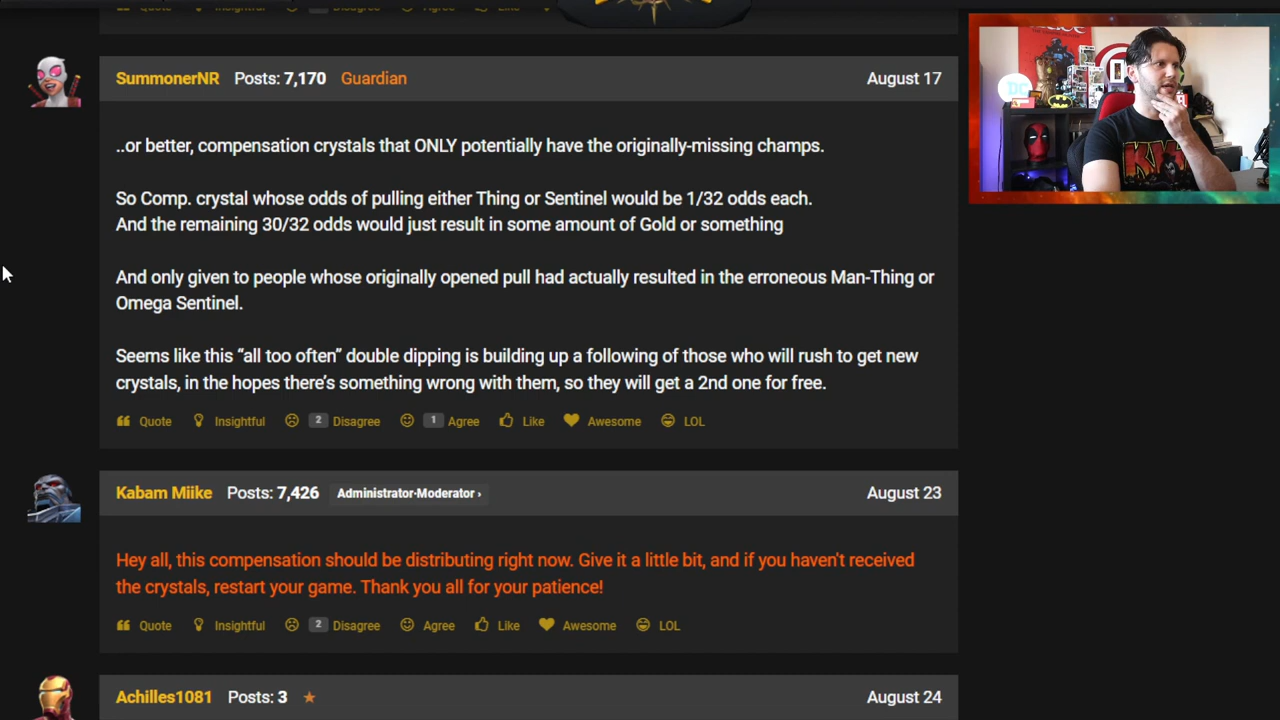 SummonerNR Posts: 7,170 Guardian August 17
..or better, compensation crystals that ONLY potentially have the originally-missing champs.
So Comp. crystal whose odds of pulling either Thing or Sentinel would be 1/32 odds each.
And the remaining 30/32 odds would just result in some amount of Gold or something
And only given to people whose originally opened pull had actually resulted in the erroneous Man-Thing or
Omega Sentinel.
Seems like this “all too often” double dipping is building up a following of those who will rush to get new
crystals, in the hopes there’s something wrong with them, so they will get a 2nd one for free.
Quote Insightful 2 Disagree 1 Agree Like Awesome LOL
Kabam Miike Posts: 7,426 Administrator·Moderator › August 23
Hey all, this compensation should be distributing right now. Give it a little bit, and if you haven't received
the crystals, restart your game. Thank you all for your patience!
Quote Insightful 2 Disagree Agree Like Awesome LOL
Achilles1081 Posts: 3 ★ August 24
DC